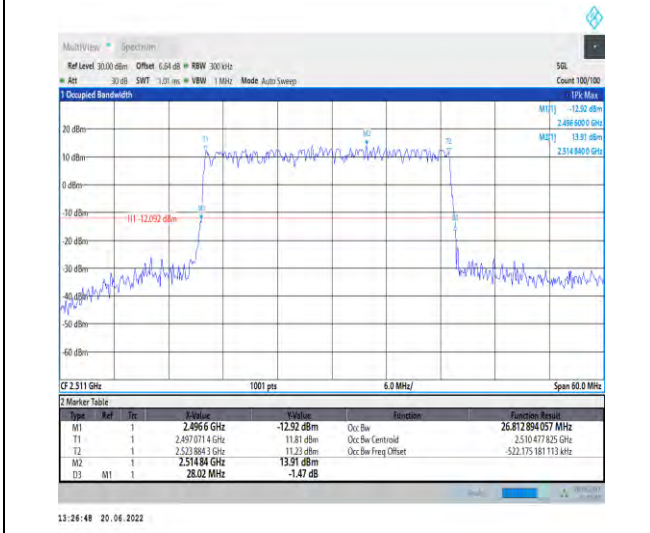 MultiView Spectrum
Ref Level 30.00 dBm Offset 6.64 dB RBW 300 kHz SGL
Att 30 dB SWT 1.01 ms VBW 1 MHz Mode Auto Sweep Count 100/100
1 Occupied Bandwidth 1Pk Max
M1[1] -12.92 dBm
2.496 600 0 GHz
M2[1] 13.91 dBm
2.514 840 0 GHz
20 dBm
T1 M2 T2
10 dBm
0 dBm
-10 dBm M1
H1 -12.092 dBm
-20 dBm
-30 dBm
-40 dBm
-50 dBm
-60 dBm
CF 2.511 GHz 1001 pts 6.0 MHz/ Span 60.0 MHz
2 Marker Table
Type Ref Trc X-Value Y-Value Function Function Result
M1 1 2.496 6 GHz -12.92 dBm Occ Bw 26.812 894 057 MHz
T1 1 2.497 071 4 GHz 11.81 dBm Occ Bw Centroid 2.510 477 825 GHz
T2 1 2.523 884 3 GHz 11.23 dBm Occ Bw Freq Offset -522.175 181 113 kHz
M2 1 2.514 84 GHz 13.91 dBm
D3 M1 1 28.02 MHz -1.47 dB
13:26:48 20.06.2022